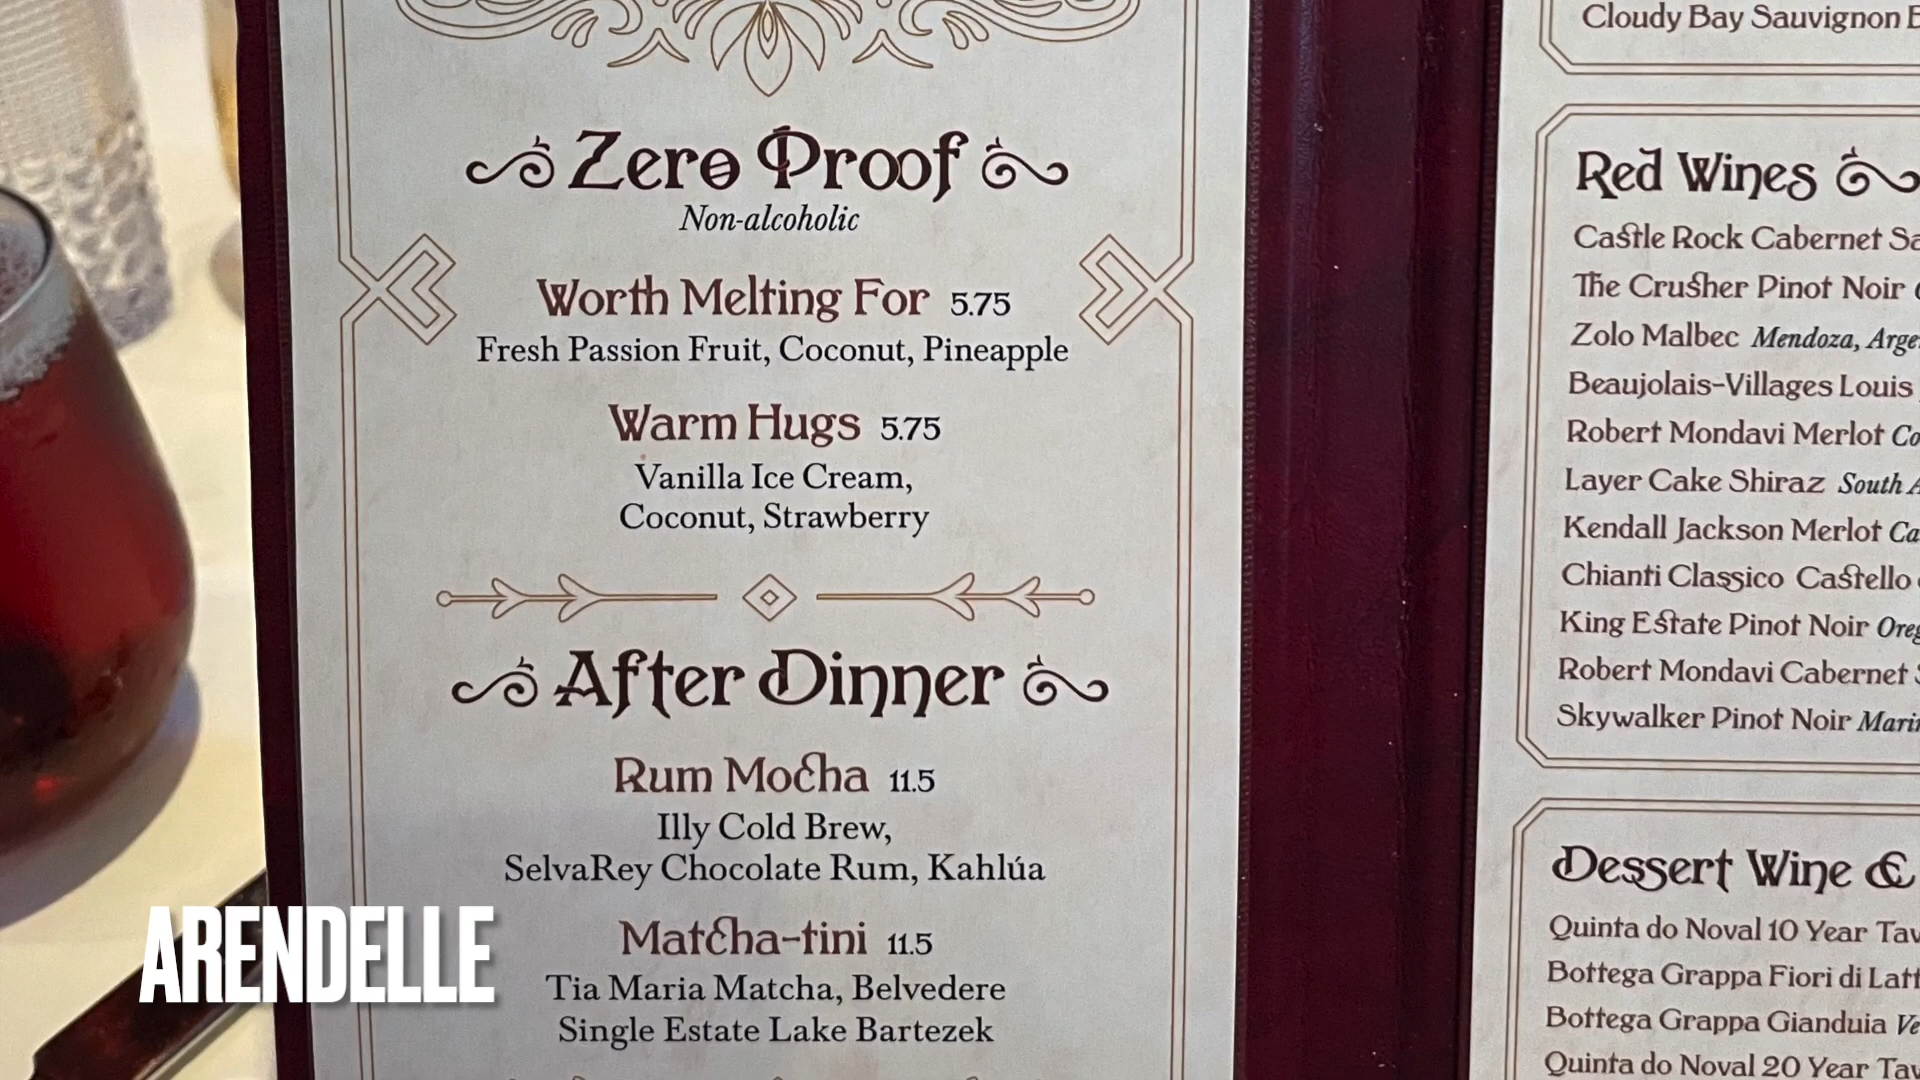 Zero Proof
Non-alcoholic
Worth Melting For 5.75
Fresh Passion Fruit, Coconut, Pineapple
Warm Hugs 5.75
Vanilla Ice Cream,
Coconut, Strawberry
After Dinner
Rum Mocha 11.5
Illy Cold Brew,
SelvaRey Chocolate Rum, Kahlúa
Matcha-tini 11.5
Tia Maria Matcha, Belvedere
Single Estate Lake Bartezek
Cloudy Bay Sauvignon
Red Wines
Castle Rock Cabernet
The Crusher Pinot Noir
Zolo Malbec Mendoza,
Beaujolais-Villages Louis
Robert Mondavi Merlot
Layer Cake Shiraz South
Kendall Jackson Merlot
Chianti Classico Castello
King Estate Pinot Noir
Robert Mondavi Cabernet
Skywalker Pinot Noir
Dessert Wine &
Quinta do Noval 10 Year
Bottega Grappa Fiori di
Bottega Grappa Gianduia
Quinta do Noval 20 Year
ARENDELLE